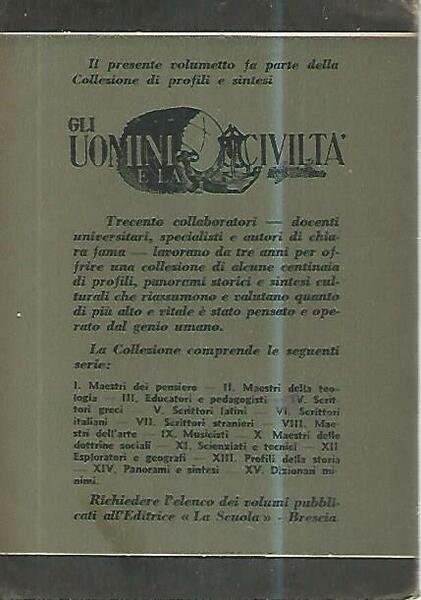 Il presente volumetto fa parte della
Collezione di profili e sintesi
GLI
UOMINI
E LA
CIVILTA'
Trecento collaboratori — docenti
universitari, specialisti e autori di chia-
ra fama — lavorano da tre anni per of-
frire una collezione di alcune centinaia
di profili, panorami storici e sintesi cul-
turali che riassumono e valutano quanto
di più alto e vitale è stato pensato e ope-
rato dal genio umano.
La Collezione comprende le seguenti
serie:
I. Maestri del pensiero — II. Maestri della teo-
logia — III. Educatori e pedagogisti — IV. Scrit-
tori greci — V. Scrittori latini — VI. Scrittori
italiani — VII. Scrittori stranieri — VIII. Mae-
stri dell'arte — IX. Musicisti — X Maestri delle
dottrine sociali — XI. Scienziati e tecnici — XII
Esploratori e geografi — XIII. Profili della storia
— XIV. Panorami e sintesi — XV. Dizionari mi-
nimi.
Richiedere l'elenco dei volumi pubbli-
cati all'Editrice « La Scuola » - Brescia